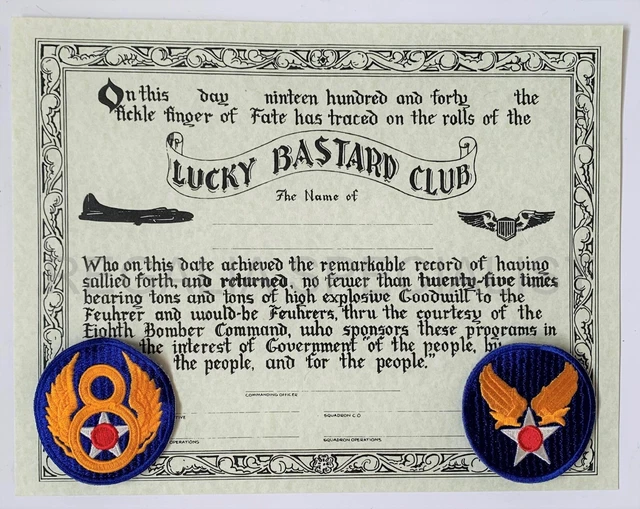 On this day ninteen hundred and forty the
fickle finger of Fate has traced on the rolls of the
LUCKY BASTARD CLUB
The Name of
Who on this date achieved the remarkable record of having
sallied forth, and returned, no fewer than twenty-five times
bearing tons and tons of high explosive Goodwill to the
Feuhrer and would-be Feuhrers, thru the courtesy of the
Eighth Bomber Command, who sponsors these programs in
the interest of Government "of the people, by
the people, and for the people."
COMMANDING OFFICER
SQUADRON C.O
OPERATIONS
SQUADRON OPERATIONS
8